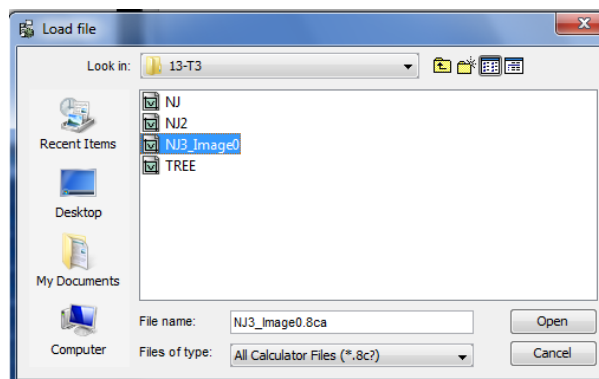 Load file
Look in: 13-T3
NJ
NJ2
NJ3_Image0
TREE
Recent Items
Desktop
My Documents
Computer
File name: NJ3_Image0.8ca Open
Files of type: All Calculator Files (*.8c?) Cancel